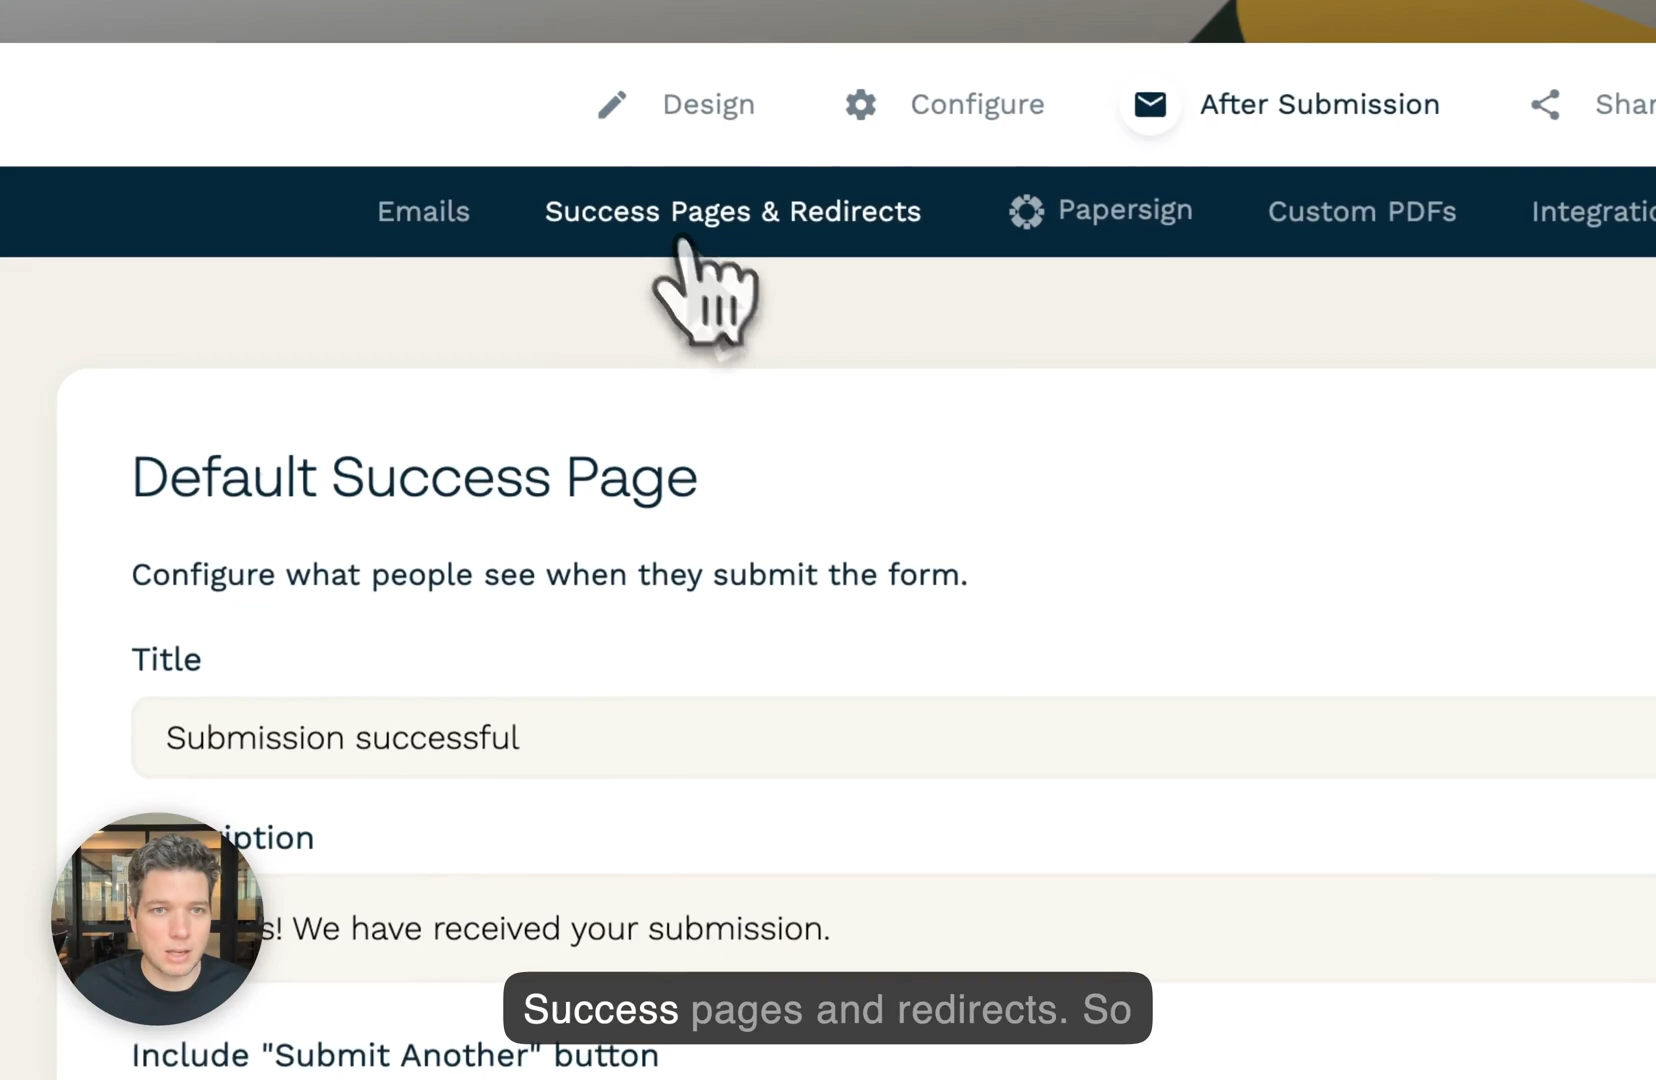 Design
Configure
After Submission
Shar
Emails
Success Pages & Redirects
Papersign
Custom PDFs
Integratio
Default Success Page
Configure what people see when they submit the form.
Title
Submission successful
iption
s! We have received your submission.
Success pages and redirects. So
Include "Submit Another" button